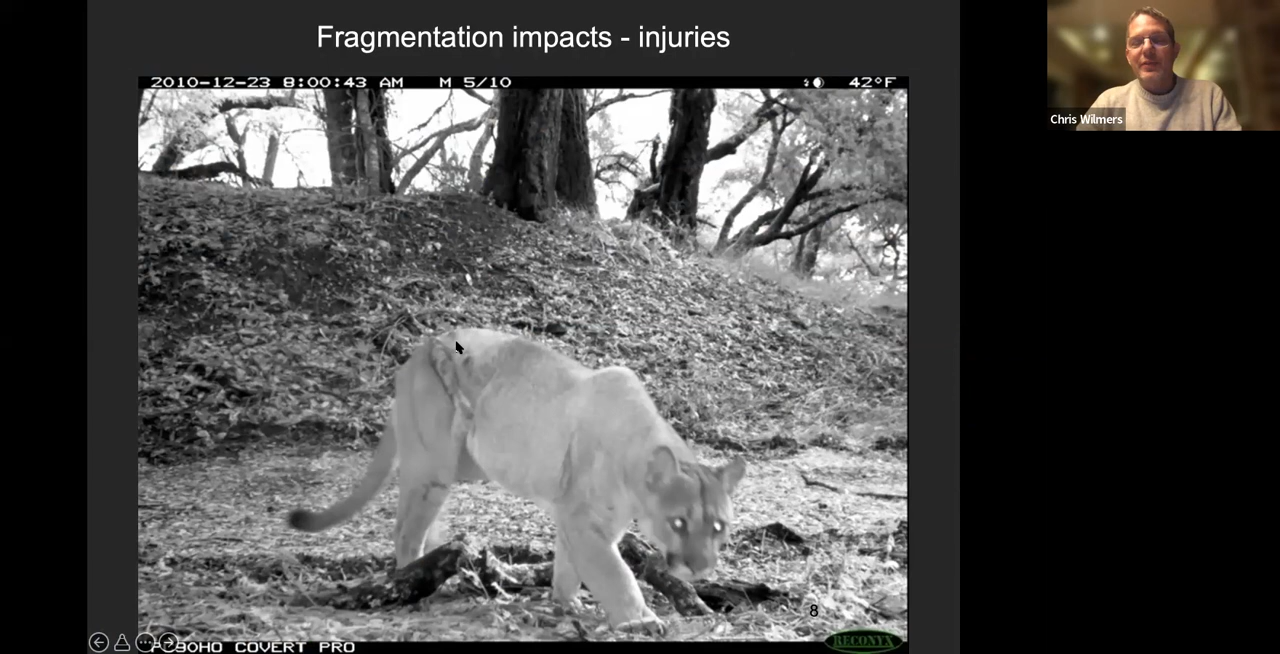 Fragmentation impacts - injuries
2010-12-23 8:00:43 AM M 5/10 42°F
Chris Wilmers
8
PC90HO COVERT PRO
RECONYX